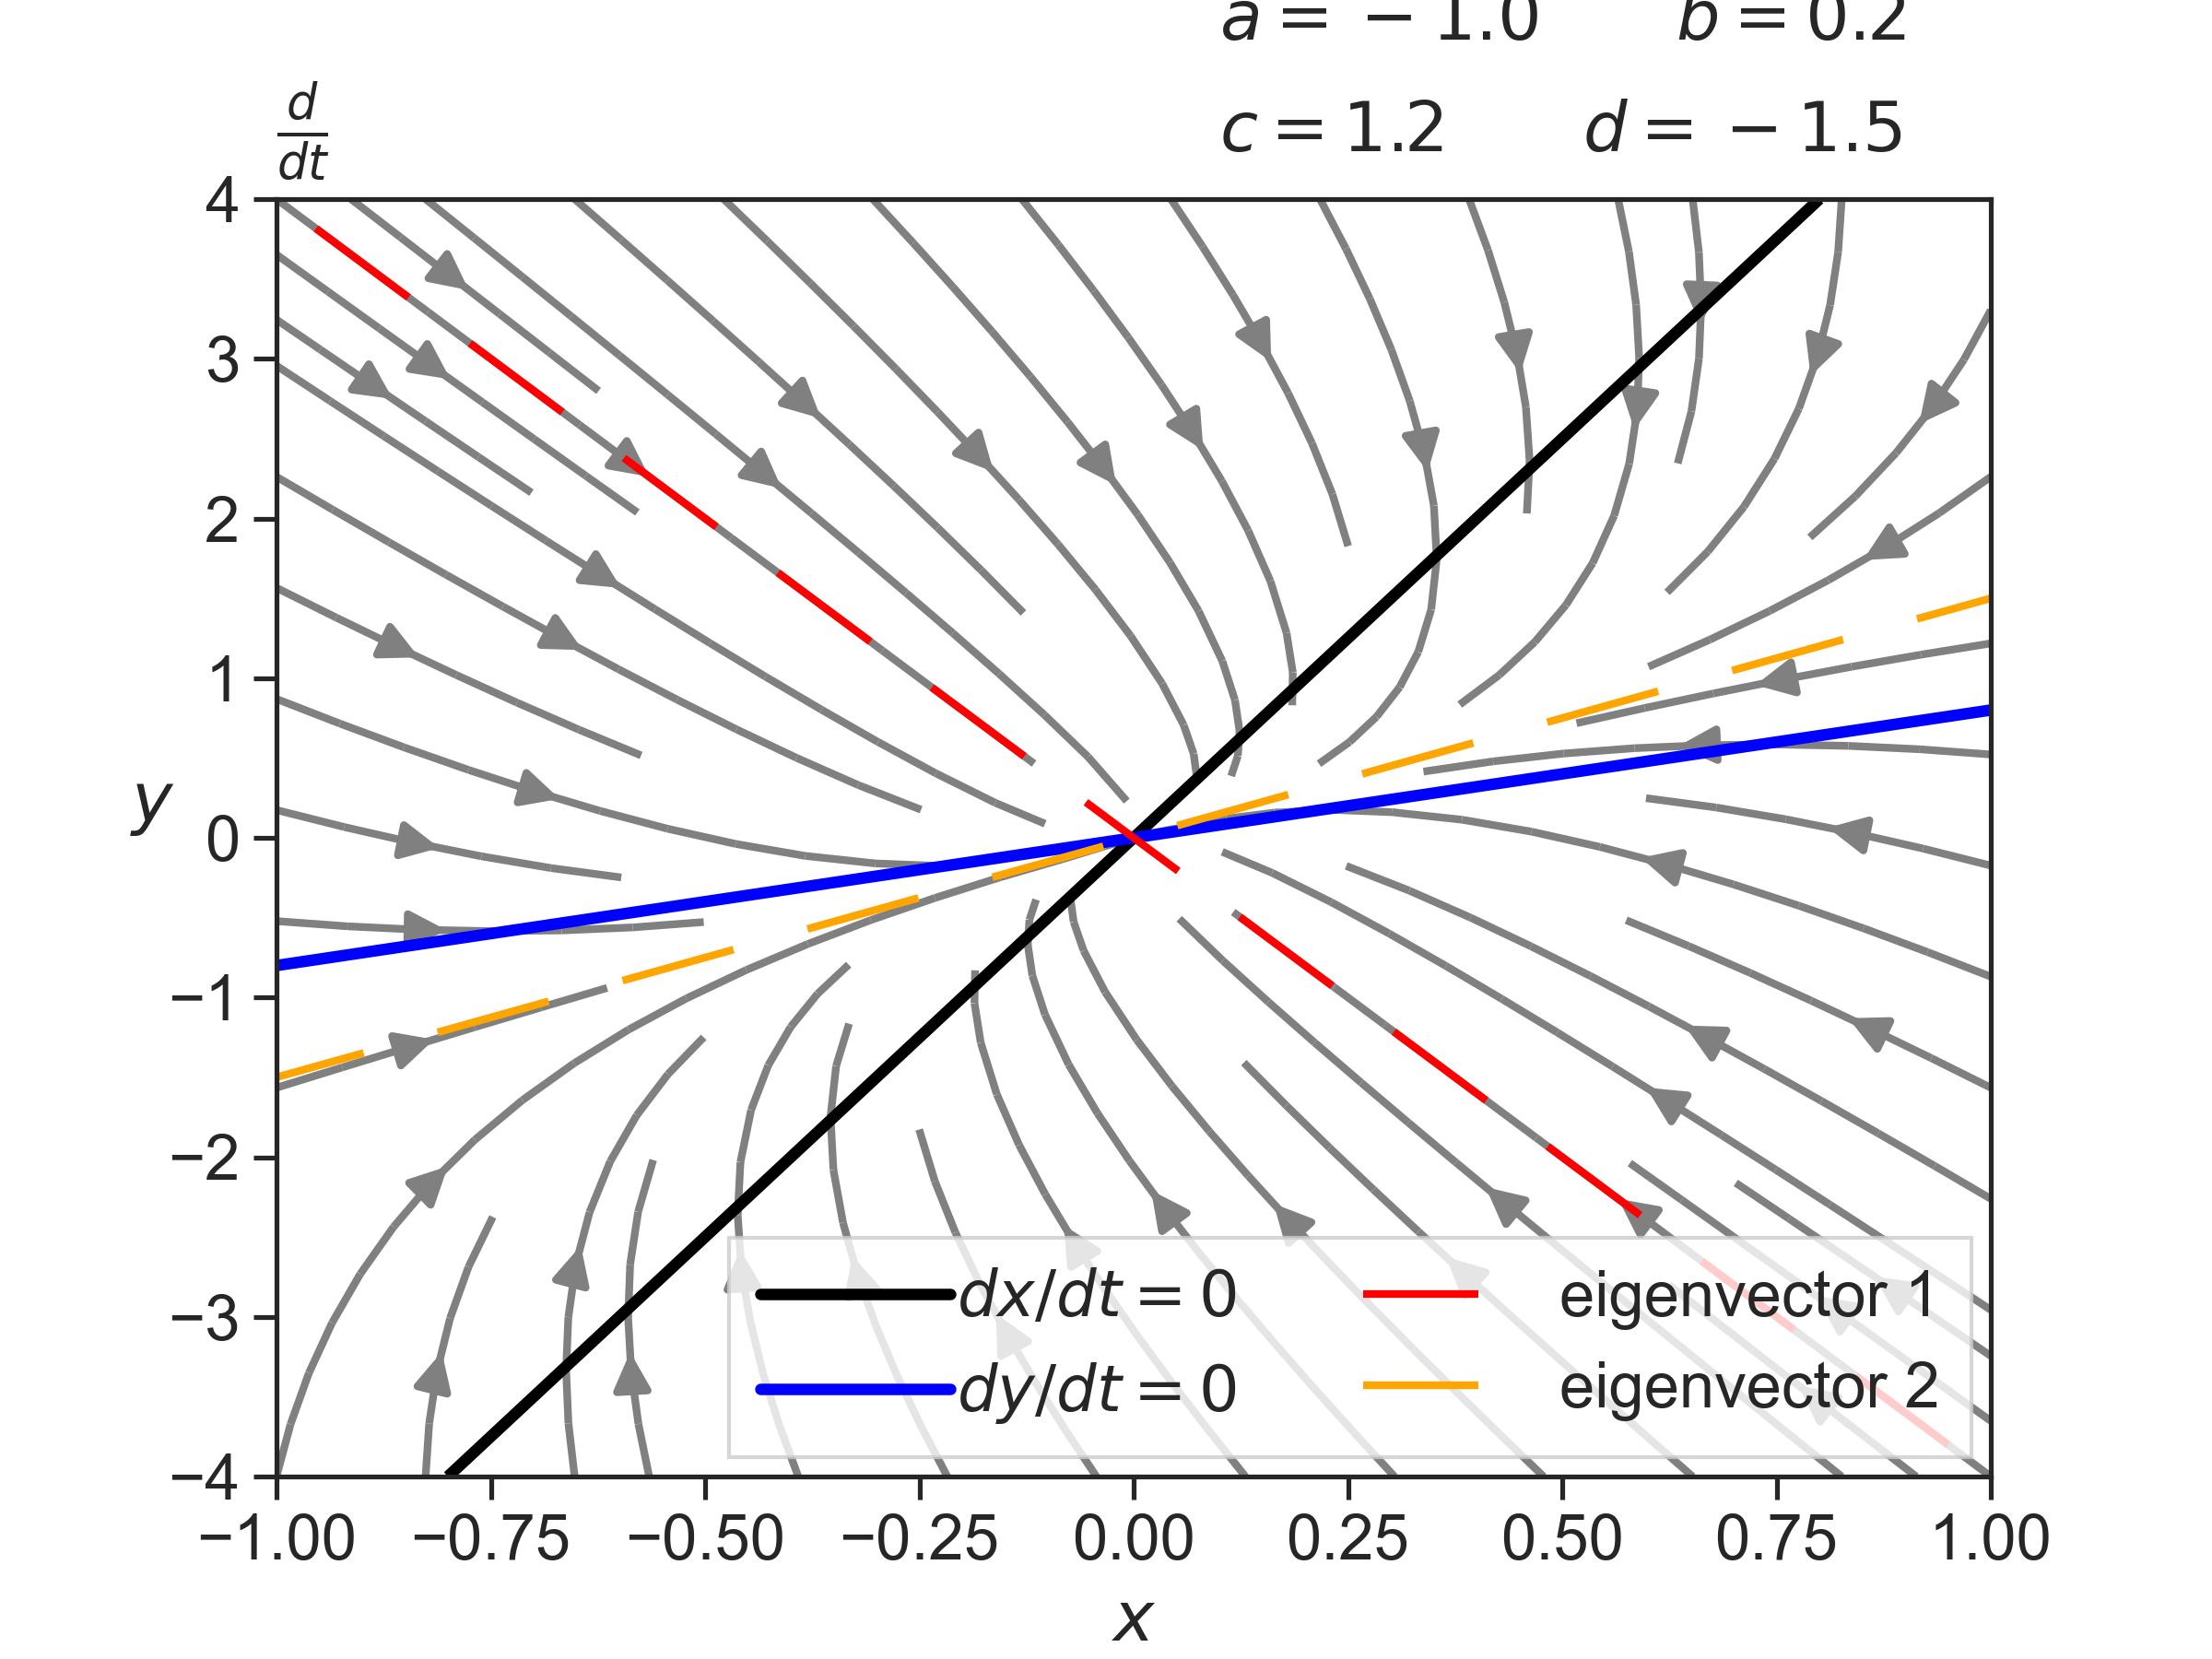 a = −1.0 b = 0.2
d
dt
c = 1.2 d = −1.5
4
3
2
1
0
−1
−2
−3
−4
y
dx/dt = 0 eigenvector 1
dy/dt = 0 eigenvector 2
−1.00 −0.75 −0.50 −0.25 0.00 0.25 0.50 0.75 1.00
x